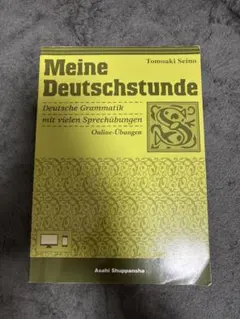 Tomoaki Seino
Meine
Deutschstunde
Deutsche Grammatik
mit vielen Sprechübungen
Online-Übungen
S
Asahi Shuppansha